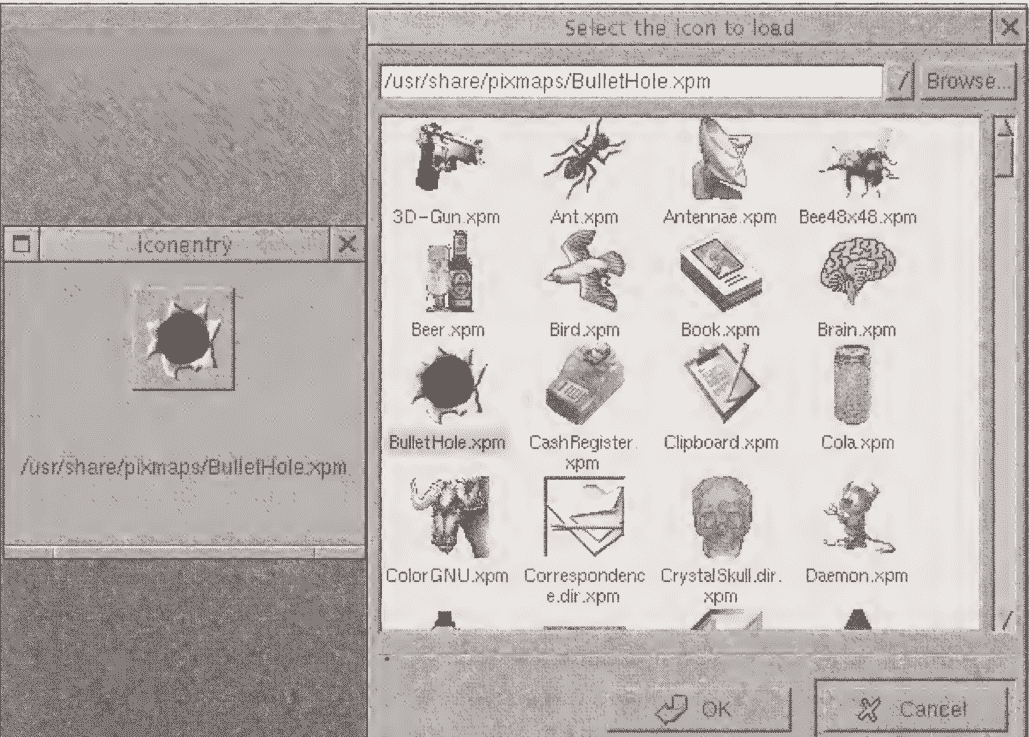 Select the icon to load
/usr/share/pixmaps/BulletHole.xpm
Browse...
3D-Gun.xpm
Ant.xpm
Antennae.xpm
Bee48x48.xpm
Iconentry
Beer.xpm
Bird.xpm
Book.xpm
Brain.xpm
BulletHole.xpm
CashRegister.
xpm
Clipboard.xpm
Cola.xpm
/usr/share/pixmaps/BulletHole.xpm
ColorGNU.xpm
Correspondenc
e.dir.xpm
CrystalSkull.dir.
xpm
Daemon.xpm
OK
Cancel